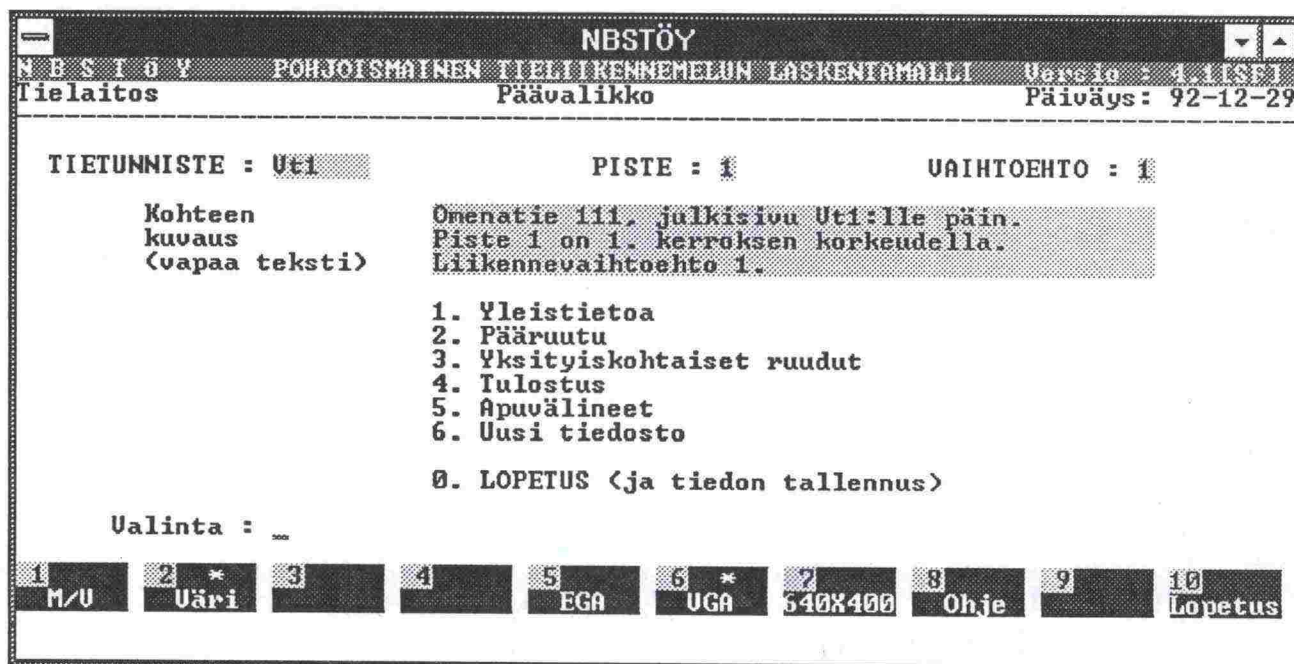 NBSTÖY
N B S T Ö Y POHJOISMAINEN TIELIIKENNEMELUN LASKENTAMALLI Versio : 4.1[SF]
Tielaitos Päävalikko Päiväys: 92-12-29
TIETUNNISTE : Vt1 PISTE : 1 VAIHTOEHTO : 1
Kohteen Omenatie 111, julkisivu Vt1:lle päin.
kuvaus Piste 1 on 1. kerroksen korkeudella.
(vapaa teksti) Liikennevaihtoehto 1.
1. Yleistietoa
2. Pääruutu
3. Yksityiskohtaiset ruudut
4. Tulostus
5. Apuvälineet
6. Uusi tiedosto
0. LOPETUS (ja tiedon tallennus)
Valinta : _
1 2 * 3 4 5 6 * 7 8 9 10
M/V Väri EGA VGA 640X400 Ohje Lopetus